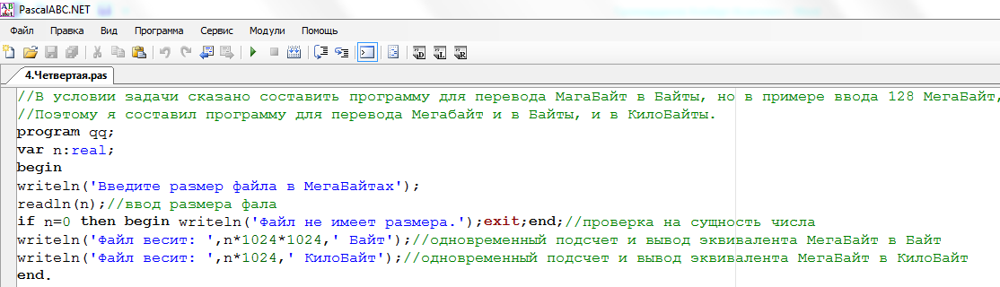 PascalABC.NET
Файл Правка Вид Программа Сервис Модули Помощь
4.Четвертая.pas
//В условии задачи сказано составить программу для перевода МагаБайт в Байты, но в примере ввода 128 МегаБайт,
//Поэтому я составил программу для перевода Мегабайт и в Байты, и в КилоБайты.
program qq;
var n:real;
begin
writeln('Введите размер файла в МегаБайтах');
readln(n);//ввод размера фала
if n=0 then begin writeln('Файл не имеет размера.');exit;end;//проверка на сущность числа
writeln('Файл весит: ',n*1024*1024,' Байт');//одновременный подсчет и вывод эквивалента МегаБайт в Байт
writeln('Файл весит: ',n*1024,' КилоБайт');//одновременный подсчет и вывод эквивалента МегаБайт в КилоБайт
end.